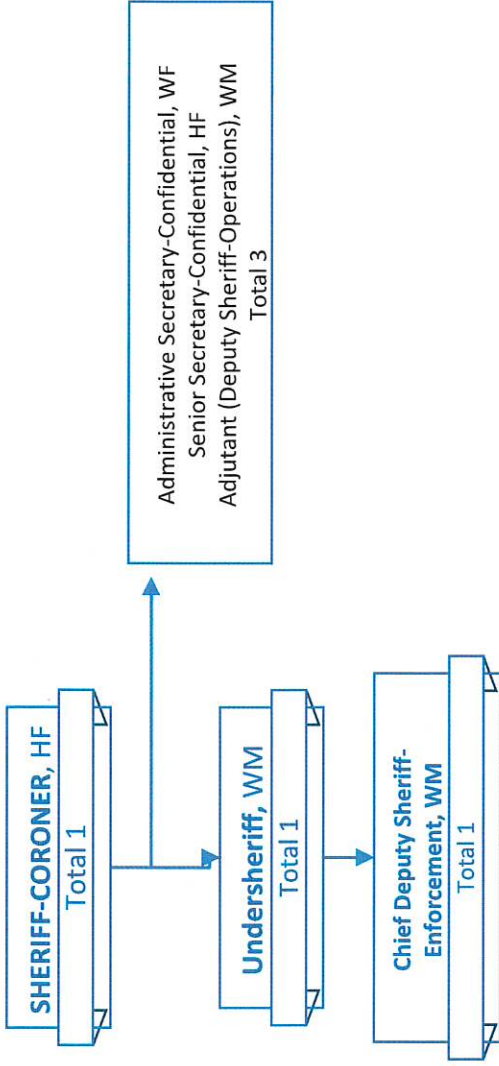 SHERIFF-CORONER, HF
Total 1
Administrative Secretary-Confidential, WF
Senior Secretary-Confidential, HF
Adjutant (Deputy Sheriff-Operations), WM
Total 3
Undersheriff, WM
Total 1
Chief Deputy Sheriff-
Enforcement, WM
Total 1